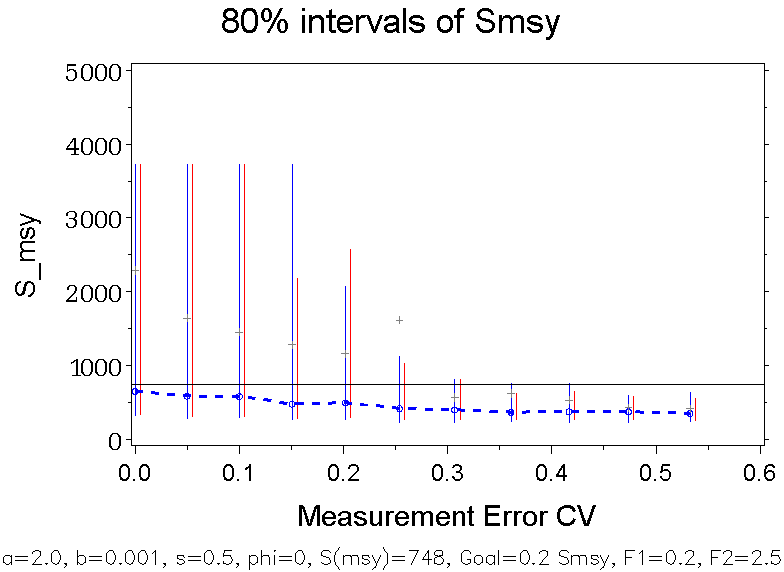 80% intervals of Smsy
5000
4000
3000
2000
1000
0
S_msy
0.0 0.1 0.2 0.3 0.4 0.5 0.6
Measurement Error CV
a=2.0, b=0.001, s=0.5, phi=0, S(msy)=748, Goal=0.2 Smsy, F1=0.2, F2=2.5